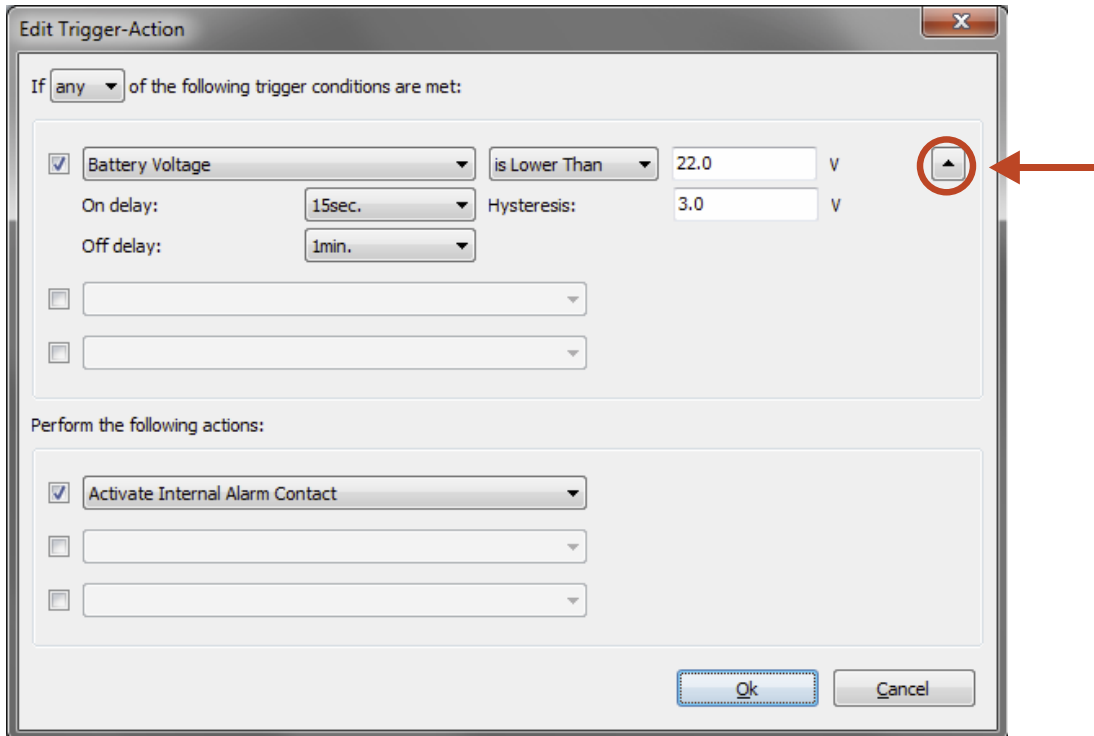 Edit Trigger-Action
If any of the following trigger conditions are met:
Battery Voltage is Lower Than 22.0 V
On delay: 15sec. Hysteresis: 3.0 V
Off delay: 1min.
Perform the following actions:
Activate Internal Alarm Contact
Ok Cancel